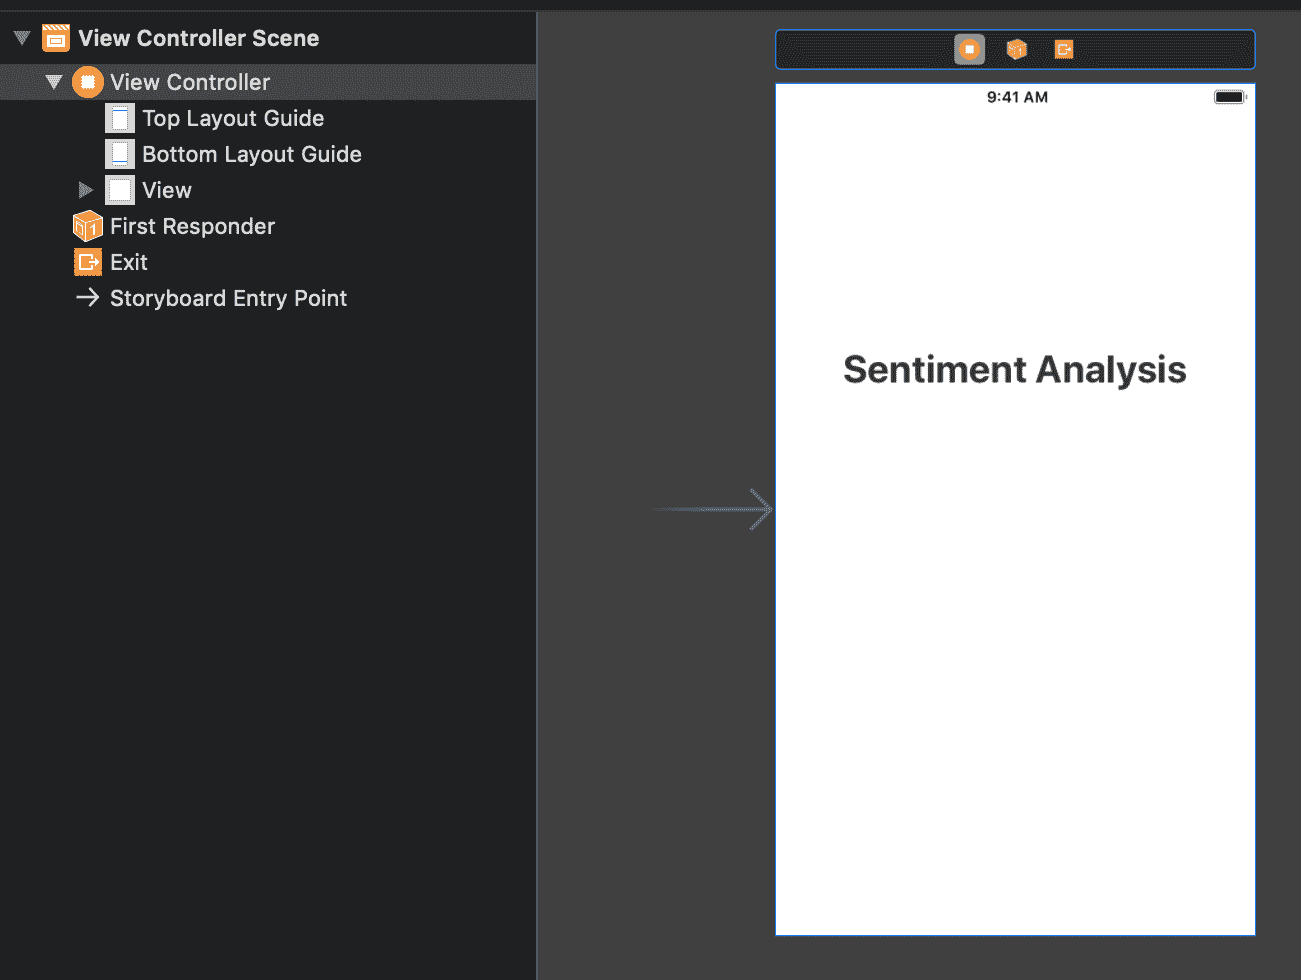 View Controller Scene
View Controller
Top Layout Guide
Bottom Layout Guide
View
First Responder
Exit
Storyboard Entry Point
9:41 AM
Sentiment Analysis